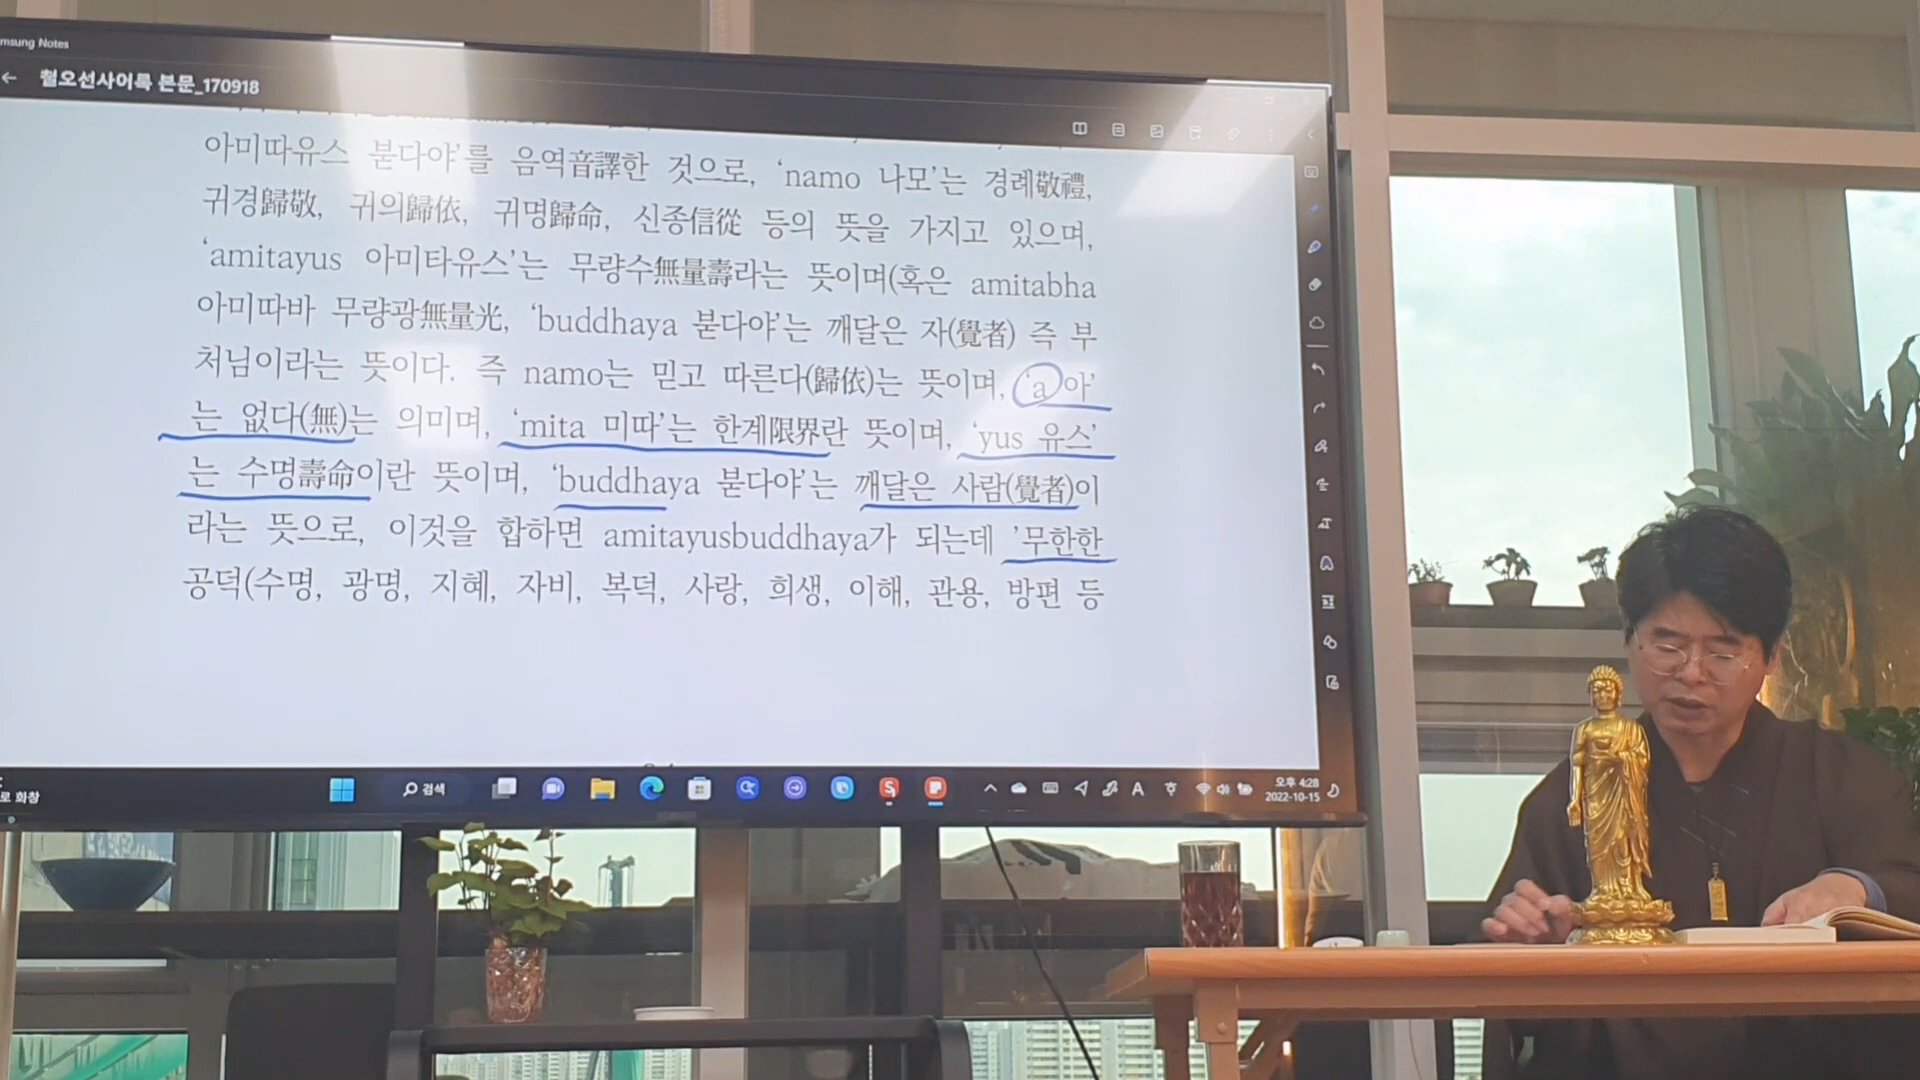 msung Notes
철오선사어록 본문_170918
아미따유스 붇다야’를 음역音譯한 것으로, ‘namo 나모’는 경례敬禮,
귀경歸敬, 귀의歸依, 귀명歸命, 신종信從 등의 뜻을 가지고 있으며,
‘amitayus 아미타유스’는 무량수無量壽라는 뜻이며(혹은 amitabha
아미따바 무량광無量光, ‘buddhaya 붇다야’는 깨달은 자(覺者) 즉 부
처님이라는 뜻이다. 즉 namo는 믿고 따른다(歸依)는 뜻이며, ‘a 아’
는 없다(無)는 의미며, ‘mita 미따’는 한계限界란 뜻이며, ‘yus 유스’
는 수명壽命이란 뜻이며, ‘buddhaya 붇다야’는 깨달은 사람(覺者)이
라는 뜻으로, 이것을 합하면 amitayusbuddhaya가 되는데 ’무한한
공덕(수명, 광명, 지혜, 자비, 복덕, 사랑, 희생, 이해, 관용, 방편 등
로 화창
검색
오후 4:28
2022-10-15